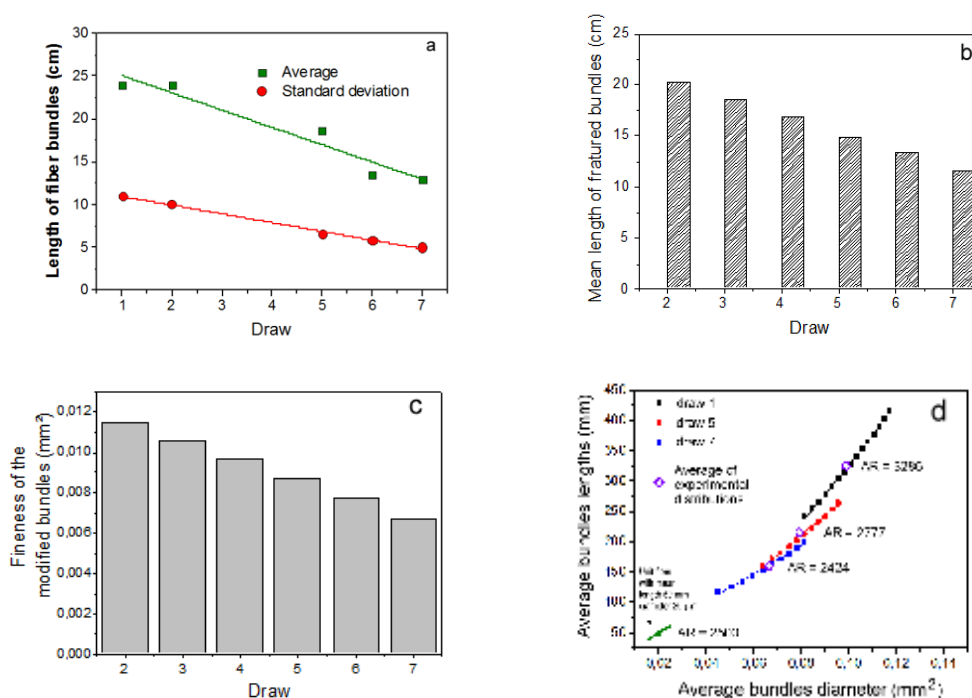 a
Length of fiber bundles (cm)
30
25
20
15
10
5
0
Average
Standard deviation
1 2 3 4 5 6 7
Draw
b
Mean length of fratured bundles (cm)
25
20
15
10
5
0
2 3 4 5 6 7
Draw
c
Fineness of the
modified bundles (mm²)
0,012
0,010
0,008
0,006
0,004
0,002
0,000
2 3 4 5 6 7
Draw
d
Average bundles lengths (mm)
450
400
350
300
250
200
150
100
50
draw 1
draw 5
draw 7
Average of
experimental
distributions
AR = 3286
AR = 2777
AR = 2424
AR =
0,02 0,04 0,06 0,08 0,10 0,12 0,14
Average bundles diameter (mm²)